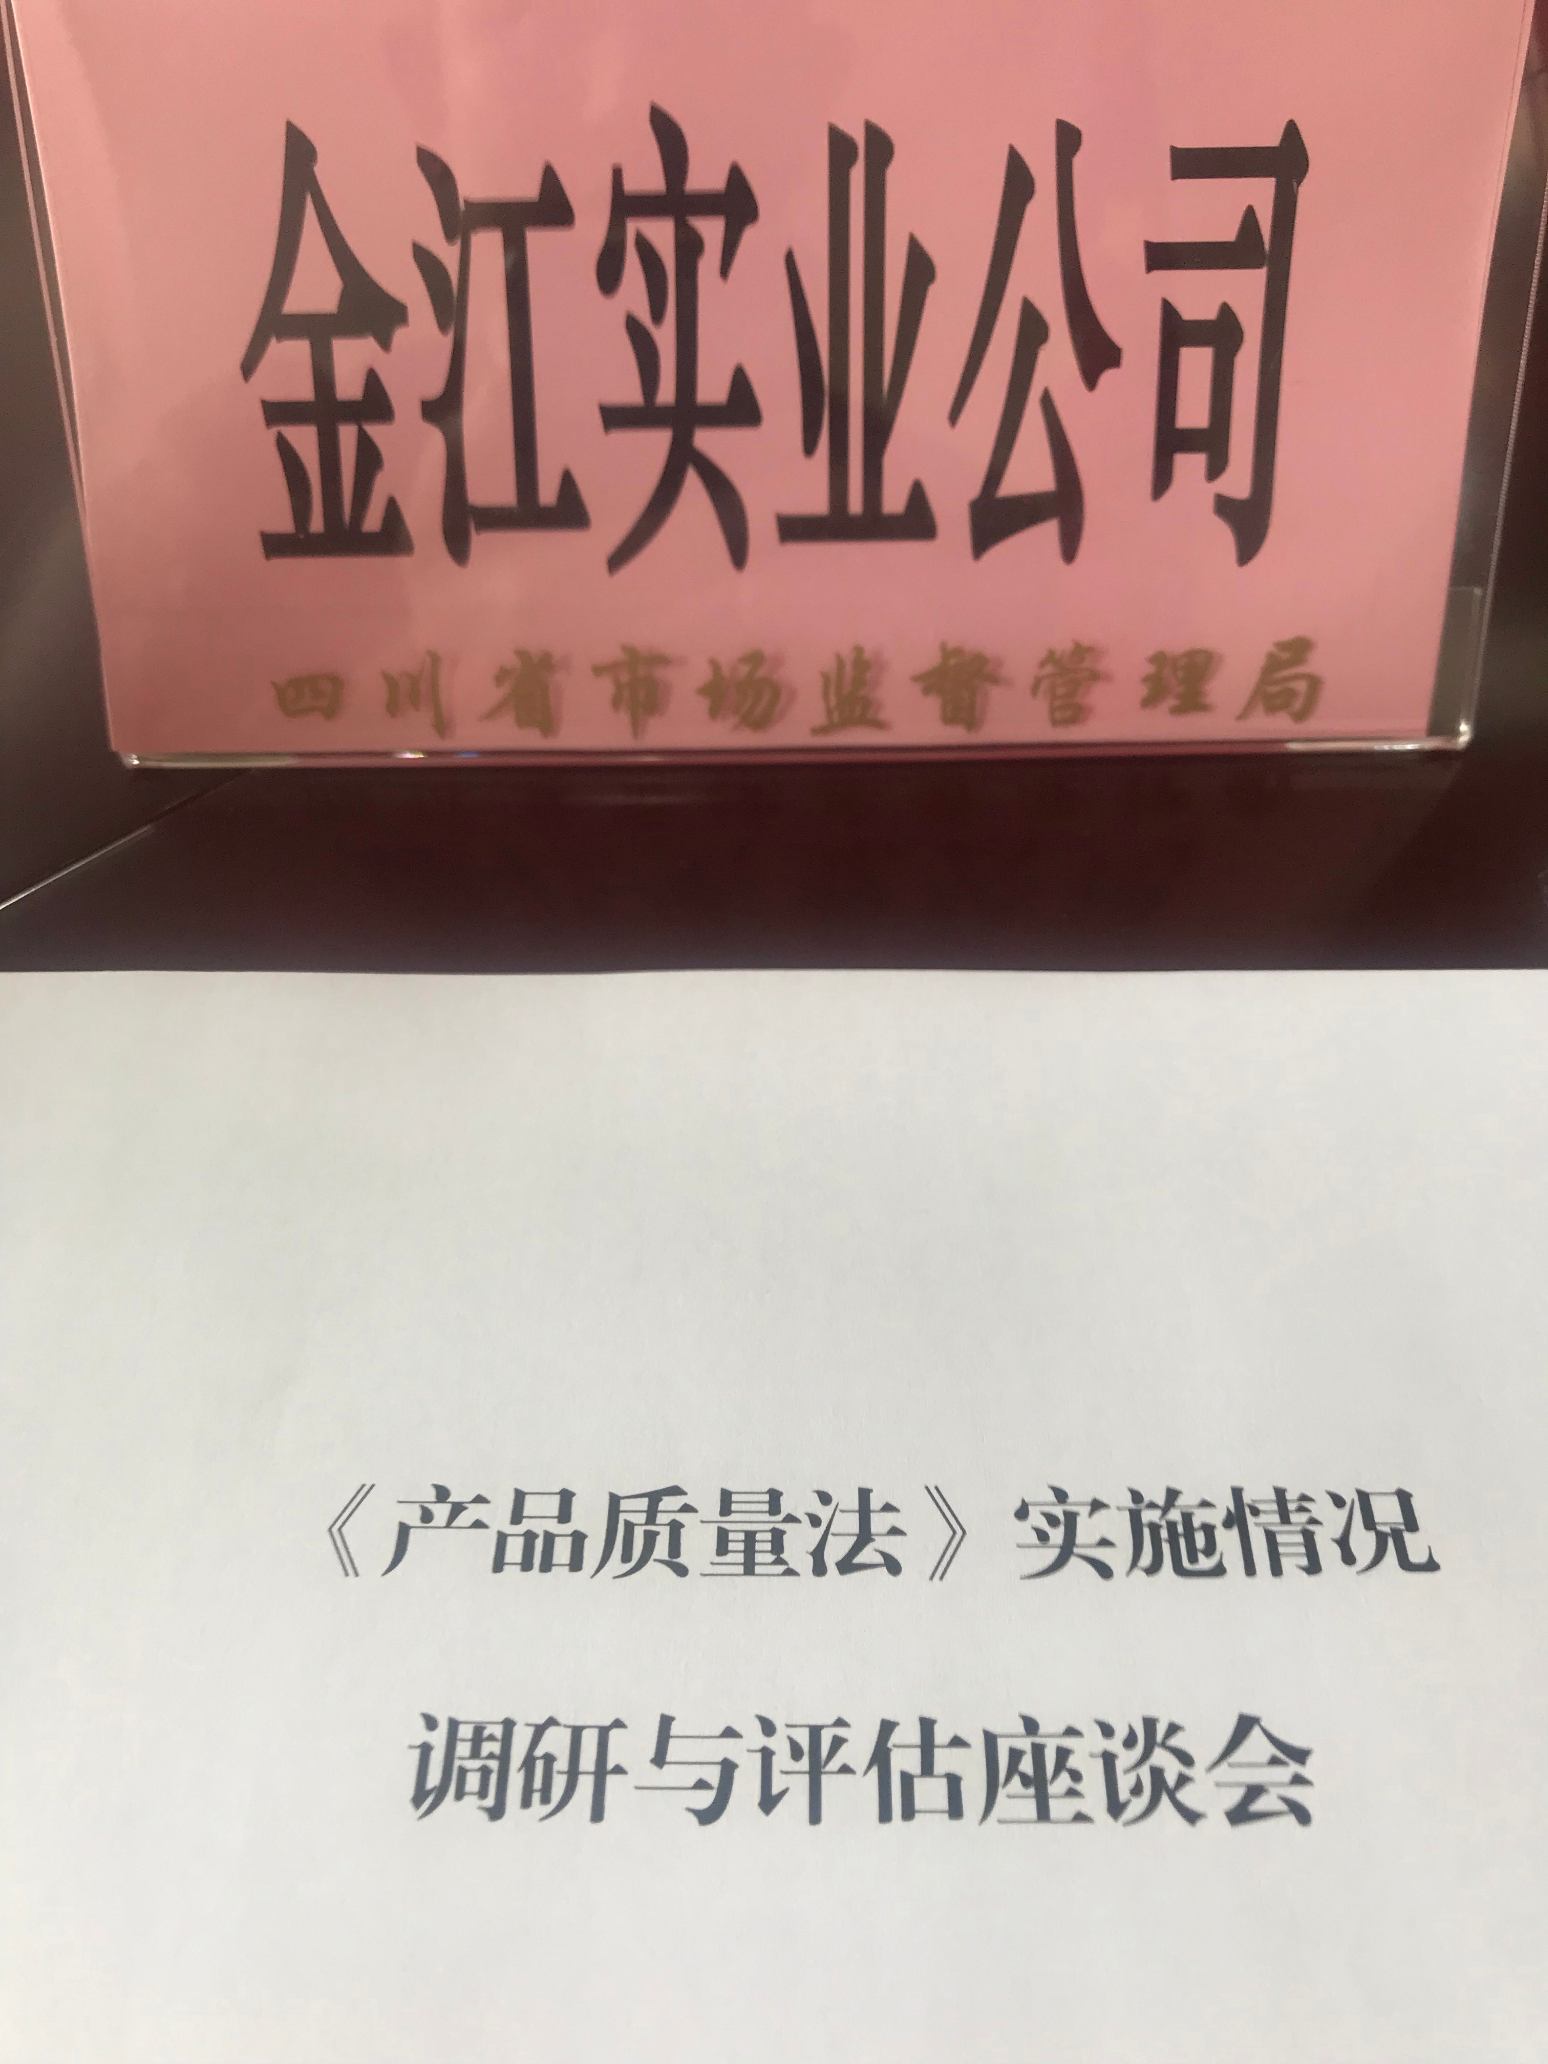 金江实业公司
四川省市场监督管理局
《产品质量法》实施情况
调研与评估座谈会